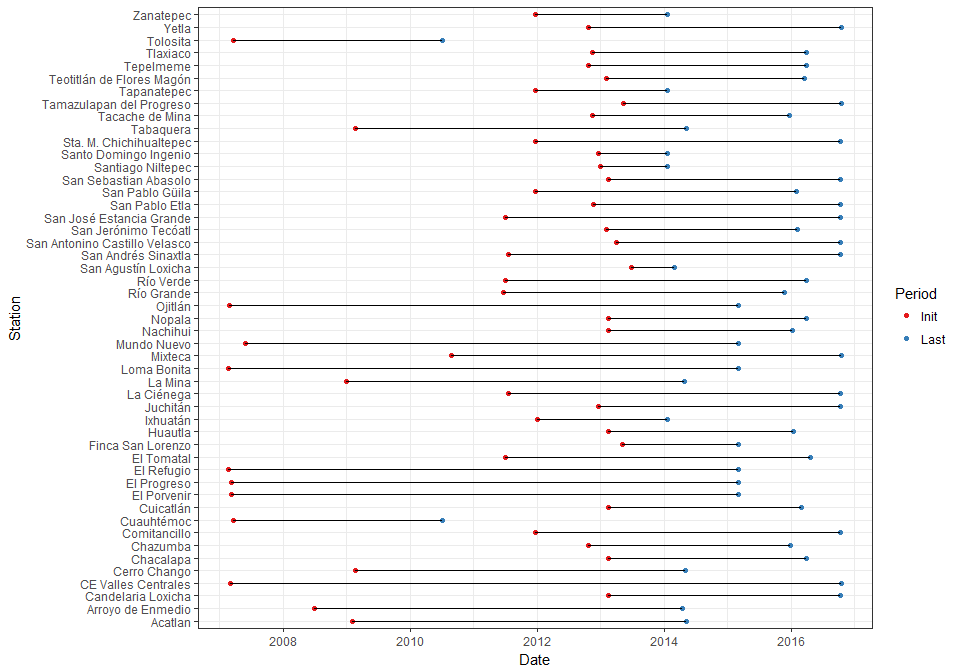 Zanatepec
Yetla
Tolosita
Tlaxiaco
Tepelmeme
Teotitlán de Flores Magón
Tapanatepec
Tamazulapan del Progreso
Tacache de Mina
Tabaquera
Sta. M. Chichihualtepec
Santo Domingo Ingenio
Santiago Niltepec
San Sebastian Abasolo
San Pablo Güila
San Pablo Etla
San José Estancia Grande
San Jerónimo Tecóatl
San Antonino Castillo Velasco
San Andrés Sinaxtla
San Agustín Loxicha
Río Verde
Río Grande
Ojitlán
Nopala
Nachihui
Mundo Nuevo
Mixteca
Loma Bonita
La Mina
La Ciénega
Juchitán
Ixhuatán
Huautla
Finca San Lorenzo
El Tomatal
El Refugio
El Progreso
El Porvenir
Cuicatlán
Cuauhtémoc
Comitancillo
Chazumba
Chacalapa
Cerro Chango
CE Valles Centrales
Candelaria Loxicha
Arroyo de Enmedio
Acatlan
Station
2008 2010 2012 2014 2016
Date
Period
Init
Last